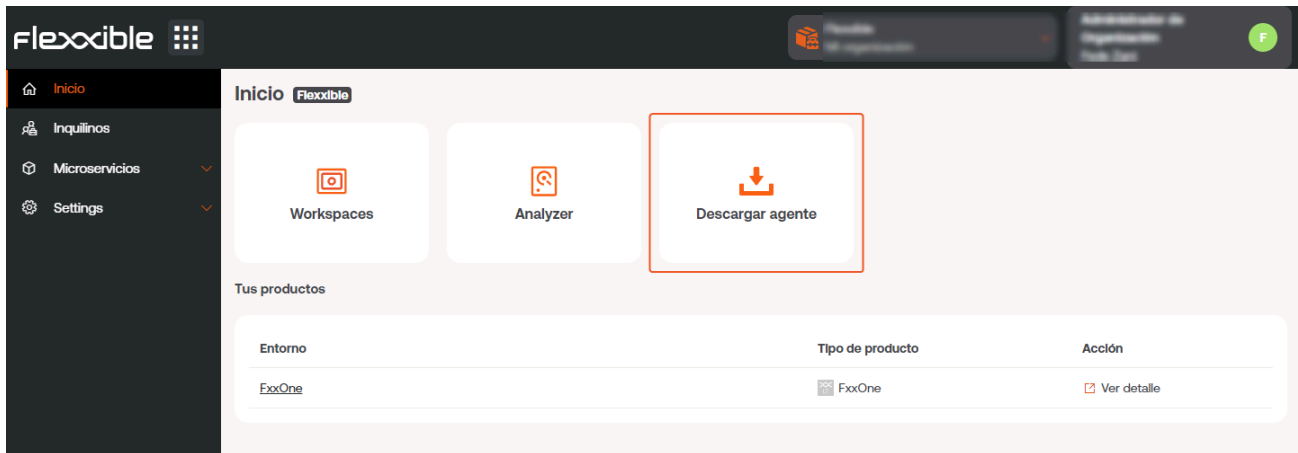 Flexxible
F
Inicio
Inquilinos
Microservicios
Settings
Inicio Flexxible
Workspaces
Analyzer
Descargar agente
Tus productos
Entorno Tipo de producto Acción
FxxOne FxxOne Ver detalle